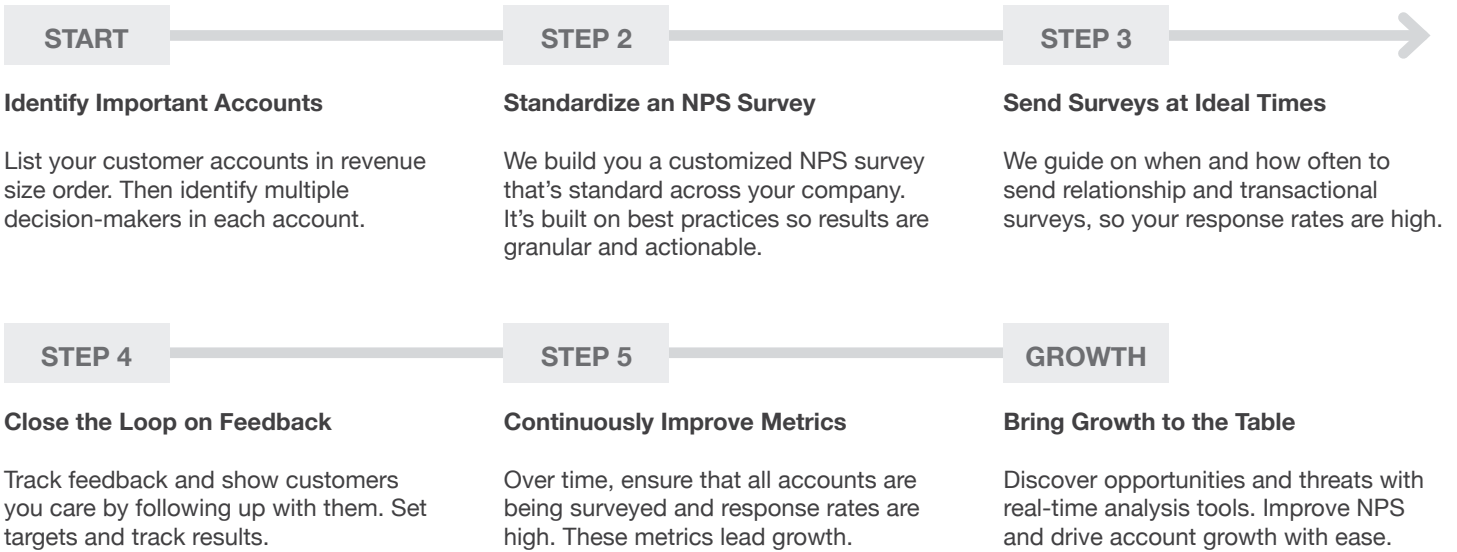 START
STEP 2
STEP 3
Identify Important Accounts
Standardize an NPS Survey
Send Surveys at Ideal Times
List your customer accounts in revenue
size order. Then identify multiple
decision-makers in each account.
We build you a customized NPS survey
that’s standard across your company.
It’s built on best practices so results are
granular and actionable.
We guide on when and how often to
send relationship and transactional
surveys, so your response rates are high.
STEP 4
STEP 5
GROWTH
Close the Loop on Feedback
Continuously Improve Metrics
Bring Growth to the Table
Track feedback and show customers
you care by following up with them. Set
targets and track results.
Over time, ensure that all accounts are
being surveyed and response rates are
high. These metrics lead growth.
Discover opportunities and threats with
real-time analysis tools. Improve NPS
and drive account growth with ease.